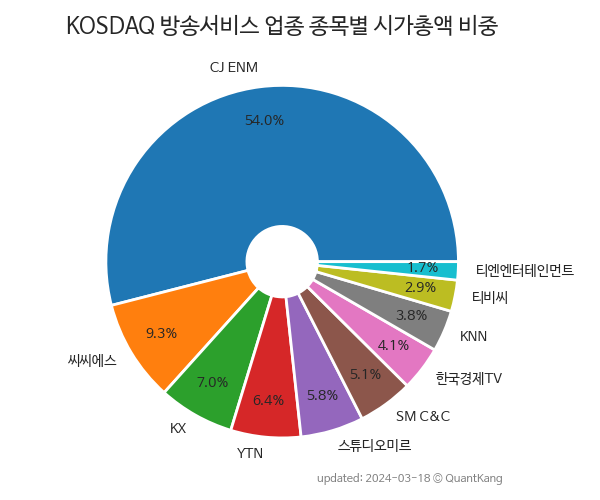 KOSDAQ 방송서비스 업종 종목별 시가총액 비중
CJ ENM
54.0%
씨씨에스
9.3%
KX
7.0%
YTN
6.4%
스튜디오미르
5.8%
SM C&C
5.1%
한국경제TV
4.1%
KNN
3.8%
티비씨
2.9%
티엔엔터테인먼트
1.7%
updated: 2024-03-18 © QuantKang